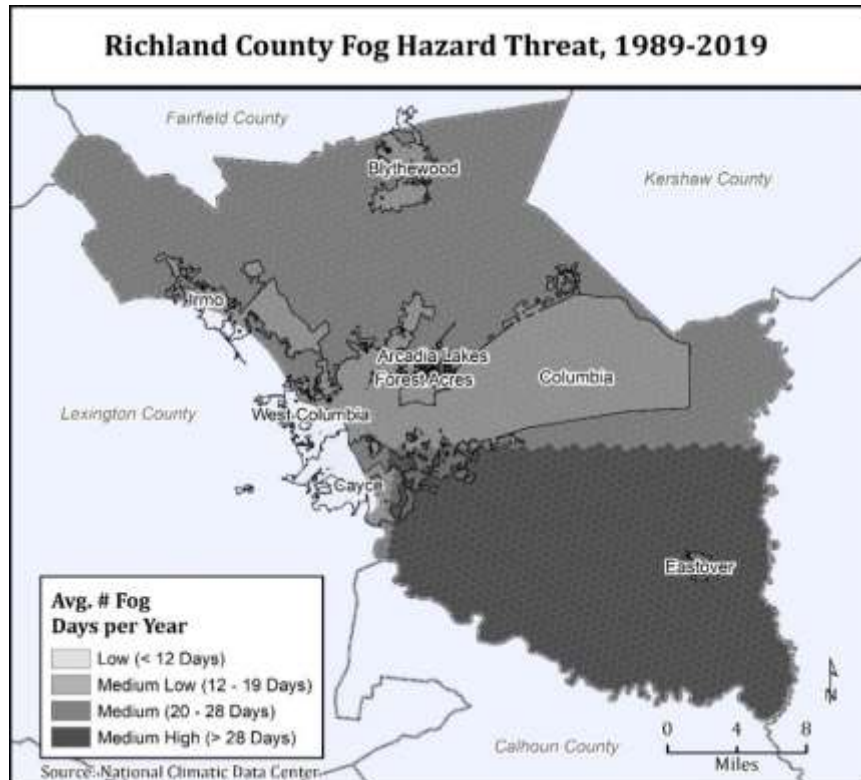 Richland County Fog Hazard Threat, 1989-2019
Fairfield County
Blythewood
Kershaw County
Irmo
Arcadia Lakes
Forest Acres
Columbia
West Columbia
Lexington County
Cayce
Eastover
Avg. # Fog
Days per Year
Low (< 12 Days)
Medium Low (12 - 19 Days)
Medium (20 - 28 Days)
Medium High (> 28 Days)
N
0 4 8
Miles
Calhoun County
Source: National Climatic Data Center